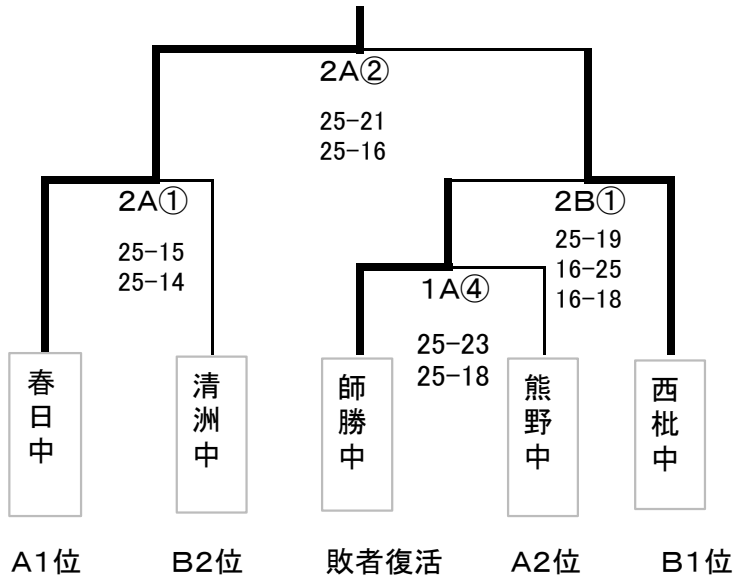 2A②
25-21
25-16
2A①
25-15
25-14
2B①
25-19
16-25
16-18
1A④
25-23
25-18
春日中
清洲中
師勝中
熊野中
西枇中
A1位
B2位
敗者復活
A2位
B1位